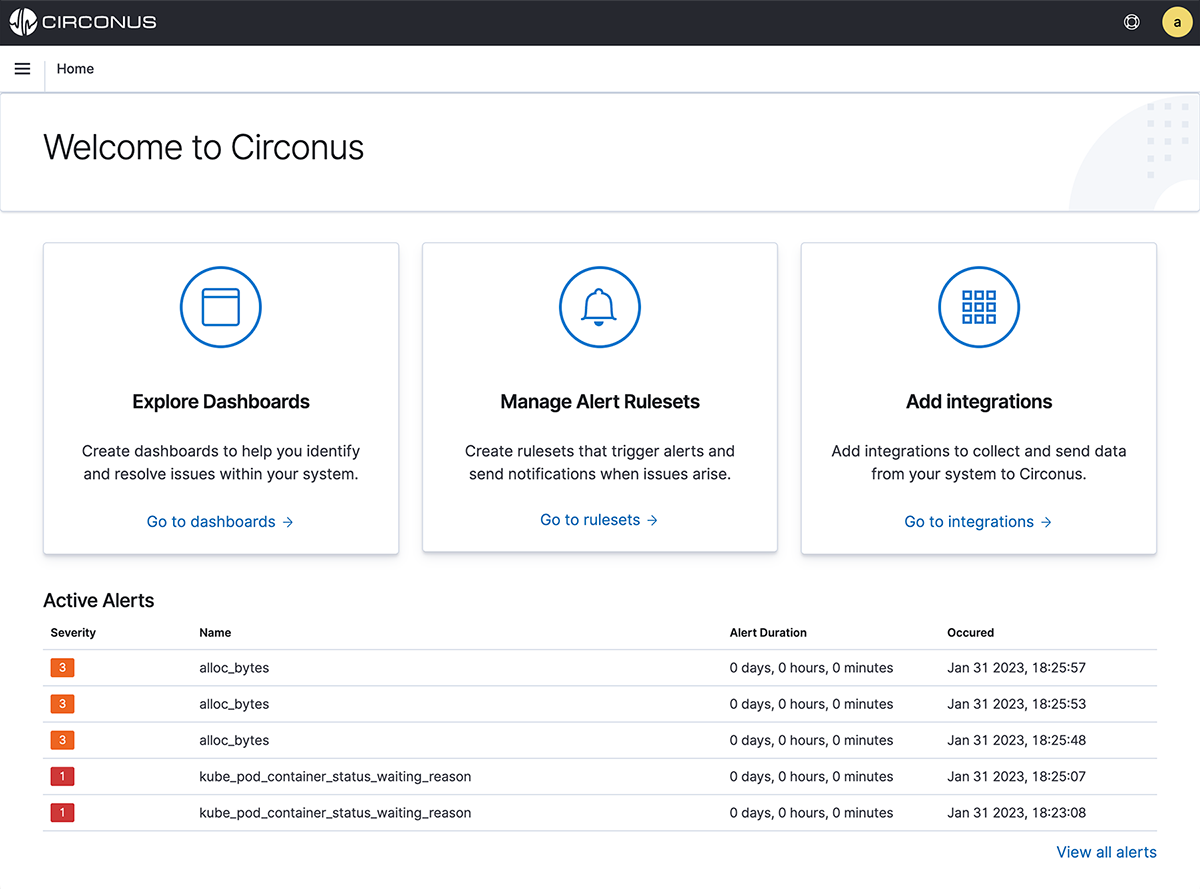 CIRCONUS
a
Home
Welcome to Circonus
Explore Dashboards
Create dashboards to help you identify
and resolve issues within your system.
Go to dashboards →
Manage Alert Rulesets
Create rulesets that trigger alerts and
send notifications when issues arise.
Go to rulesets →
Add integrations
Add integrations to collect and send data
from your system to Circonus.
Go to integrations →
Active Alerts
Severity Name Alert Duration Occured
3 alloc_bytes 0 days, 0 hours, 0 minutes Jan 31 2023, 18:25:57
3 alloc_bytes 0 days, 0 hours, 0 minutes Jan 31 2023, 18:25:53
3 alloc_bytes 0 days, 0 hours, 0 minutes Jan 31 2023, 18:25:48
1 kube_pod_container_status_waiting_reason 0 days, 0 hours, 0 minutes Jan 31 2023, 18:25:07
1 kube_pod_container_status_waiting_reason 0 days, 0 hours, 0 minutes Jan 31 2023, 18:23:08
View all alerts